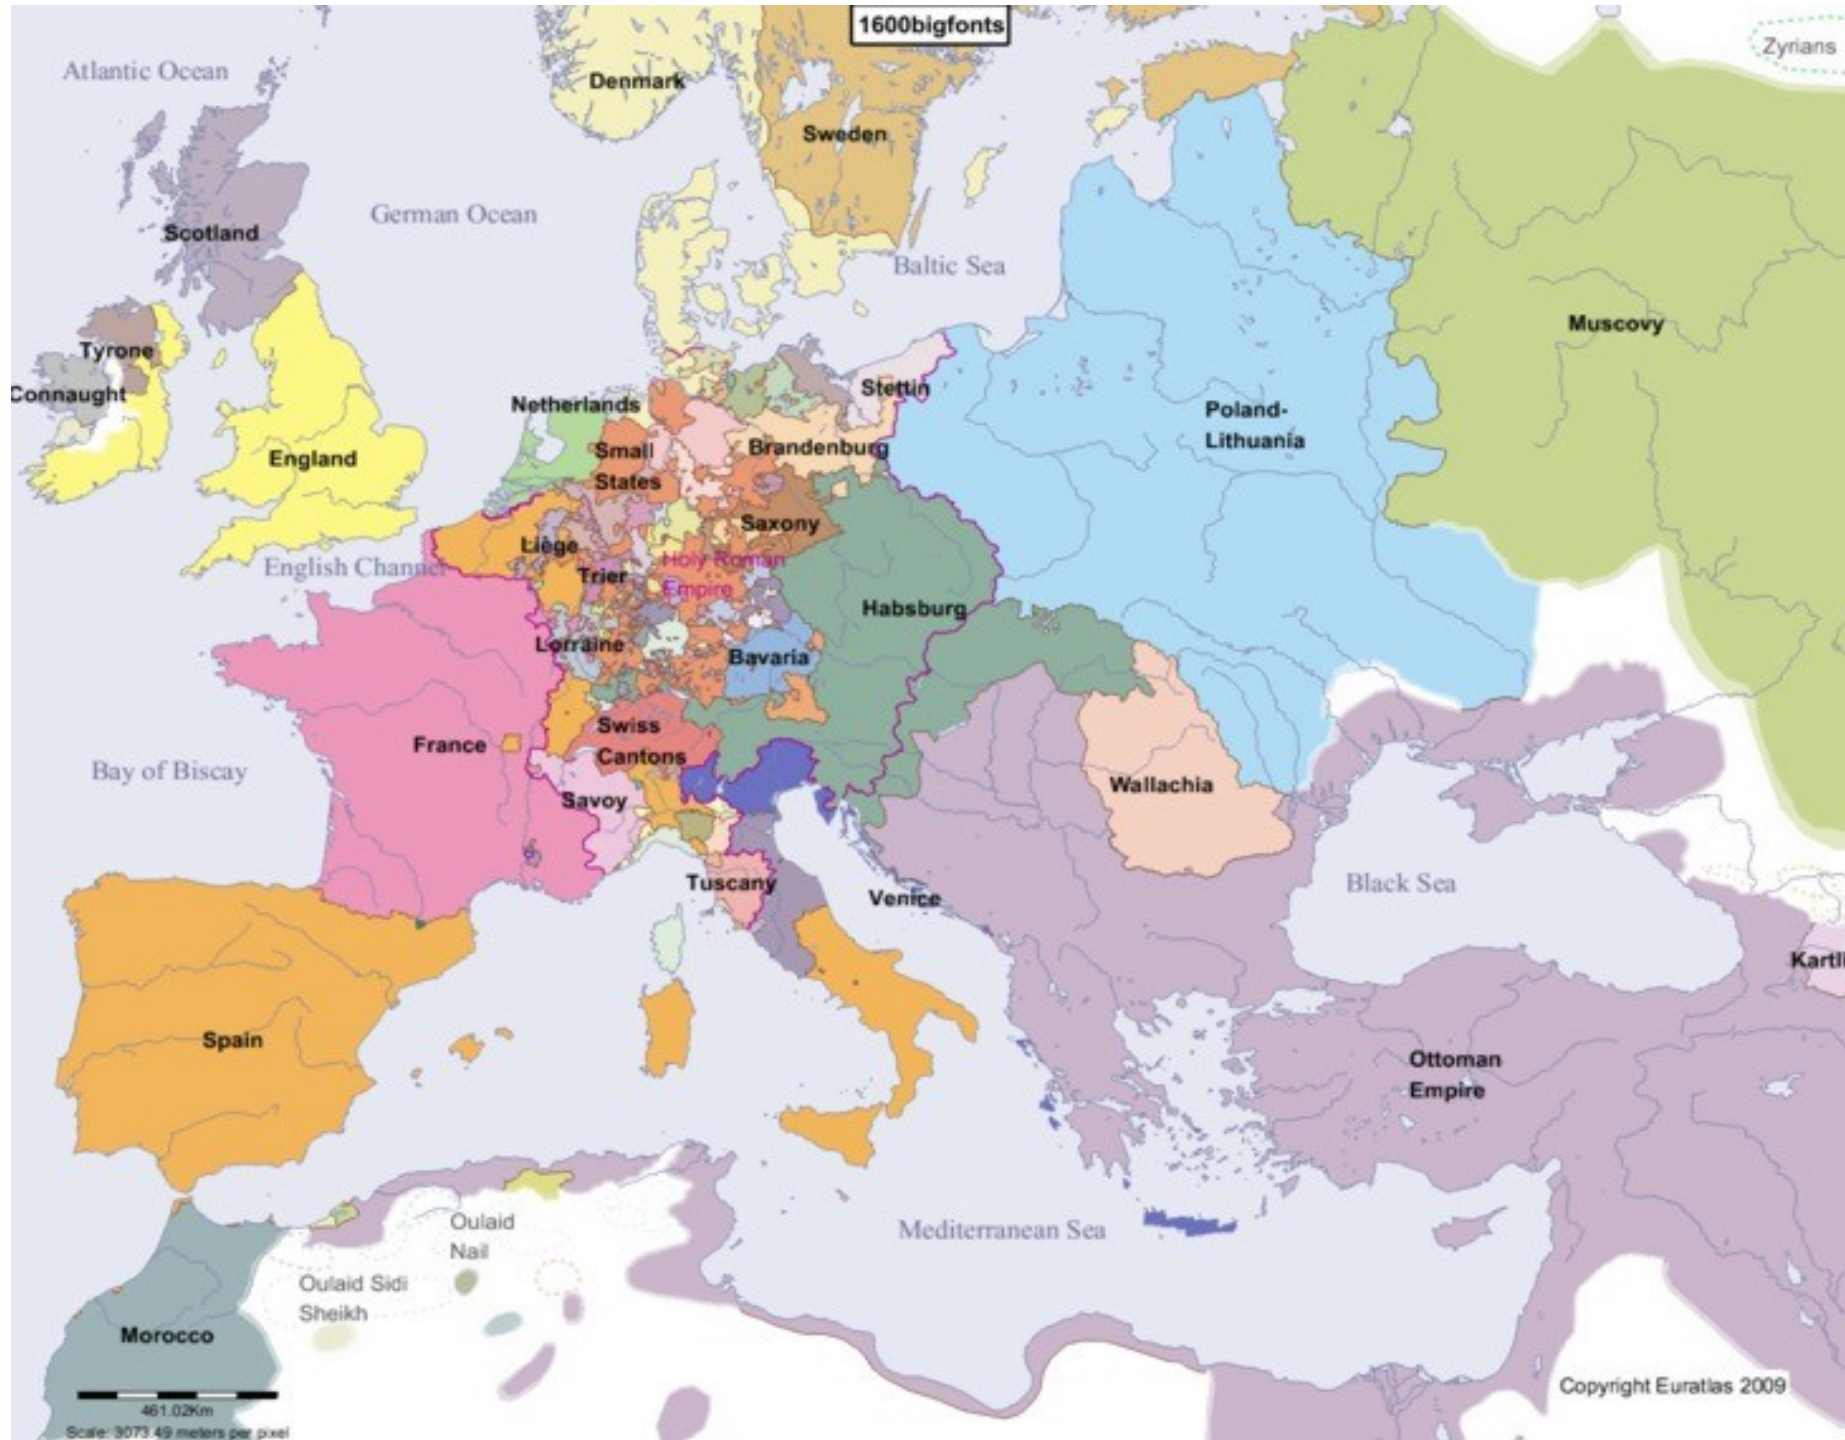 1600bigfonts
Zyrians
Atlantic Ocean
Denmark
Sweden
German Ocean
Scotland
Baltic Sea
Muscovy
Tyrone
Connaught
Stettin
Netherlands
Poland-
Lithuania
England
Small
States
Brandenburg
Saxony
Liège
English Channel
Holy Roman
Empire
Trier
Habsburg
Lorraine
Bavaria
Swiss
Cantons
France
Bay of Biscay
Savoy
Wallachia
Tuscany
Venice
Black Sea
Kartli
Spain
Ottoman
Empire
Oulaid
Nail
Mediterranean Sea
Oulaid Sidi
Sheikh
Morocco
461.02Km
Scale: 3073.49 meters per pixel
Copyright Euratlas 2009